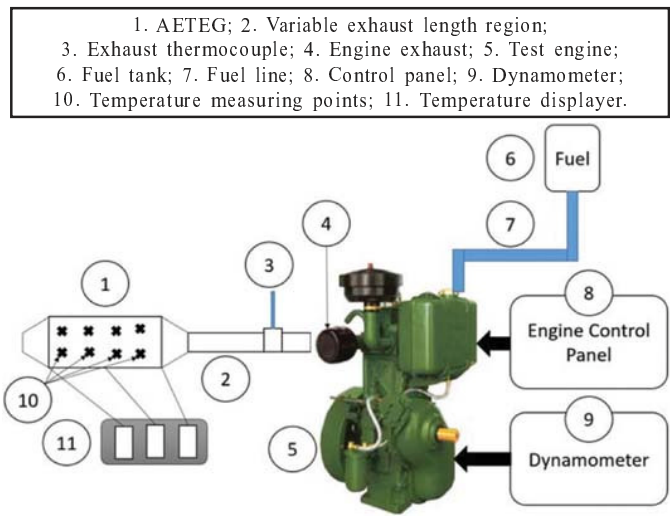 1. AETEG; 2. Variable exhaust length region;
3. Exhaust thermocouple; 4. Engine exhaust; 5. Test engine;
6. Fuel tank; 7. Fuel line; 8. Control panel; 9. Dynamometer;
10. Temperature measuring points; 11. Temperature displayer.
6
Fuel
4
7
3
1
8
Engine Control
Panel
2
10
9
11
5
Dynamometer